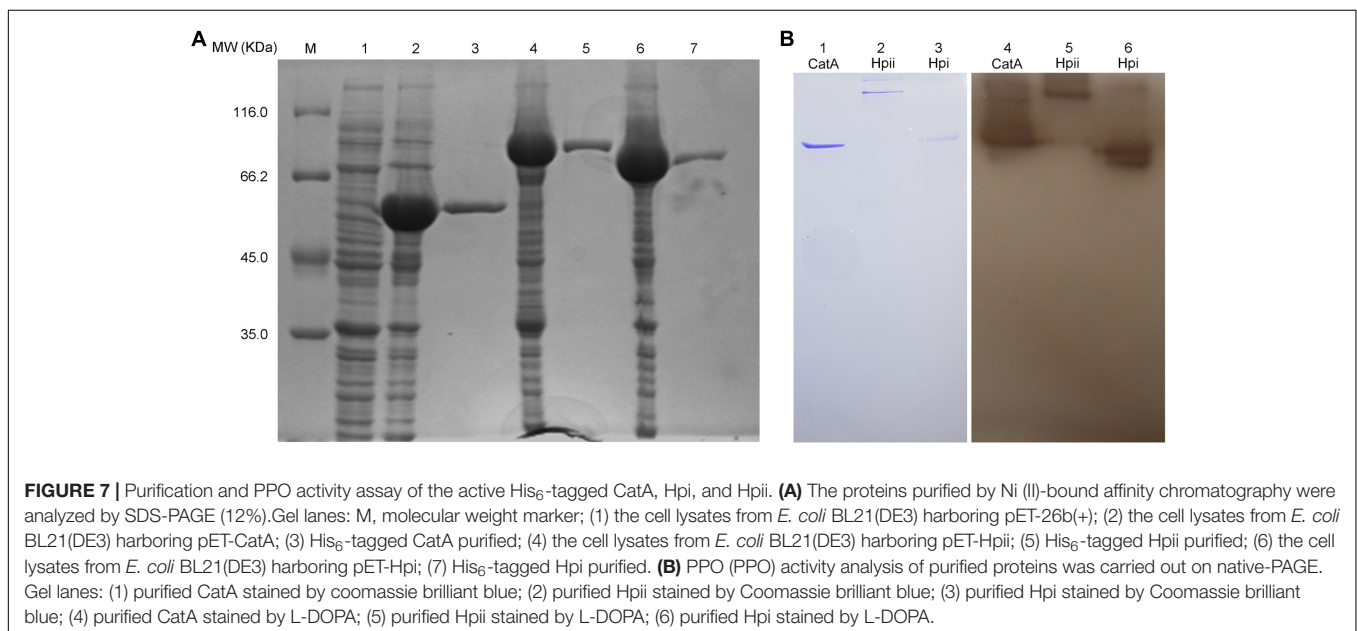 A MW (KDa) M 1 2 3 4 5 6 7
116.0
66.2
45.0
35.0
B 1 2 3 4 5 6
CatA Hpii Hpi CatA Hpii Hpi
FIGURE 7 | Purification and PPO activity assay of the active His6-tagged CatA, Hpi, and Hpii. (A) The proteins purified by Ni (II)-bound affinity chromatography were
analyzed by SDS-PAGE (12%).Gel lanes: M, molecular weight marker; (1) the cell lysates from E. coli BL21(DE3) harboring pET-26b(+); (2) the cell lysates from E. coli
BL21(DE3) harboring pET-CatA; (3) His6-tagged CatA purified; (4) the cell lysates from E. coli BL21(DE3) harboring pET-Hpii; (5) His6-tagged Hpii purified; (6) the cell
lysates from E. coli BL21(DE3) harboring pET-Hpi; (7) His6-tagged Hpi purified. (B) PPO (PPO) activity analysis of purified proteins was carried out on native-PAGE.
Gel lanes: (1) purified CatA stained by coomassie brilliant blue; (2) purified Hpii stained by Coomassie brilliant blue; (3) purified Hpi stained by Coomassie brilliant
blue; (4) purified CatA stained by L-DOPA; (5) purified Hpii stained by L-DOPA; (6) purified Hpi stained by L-DOPA.